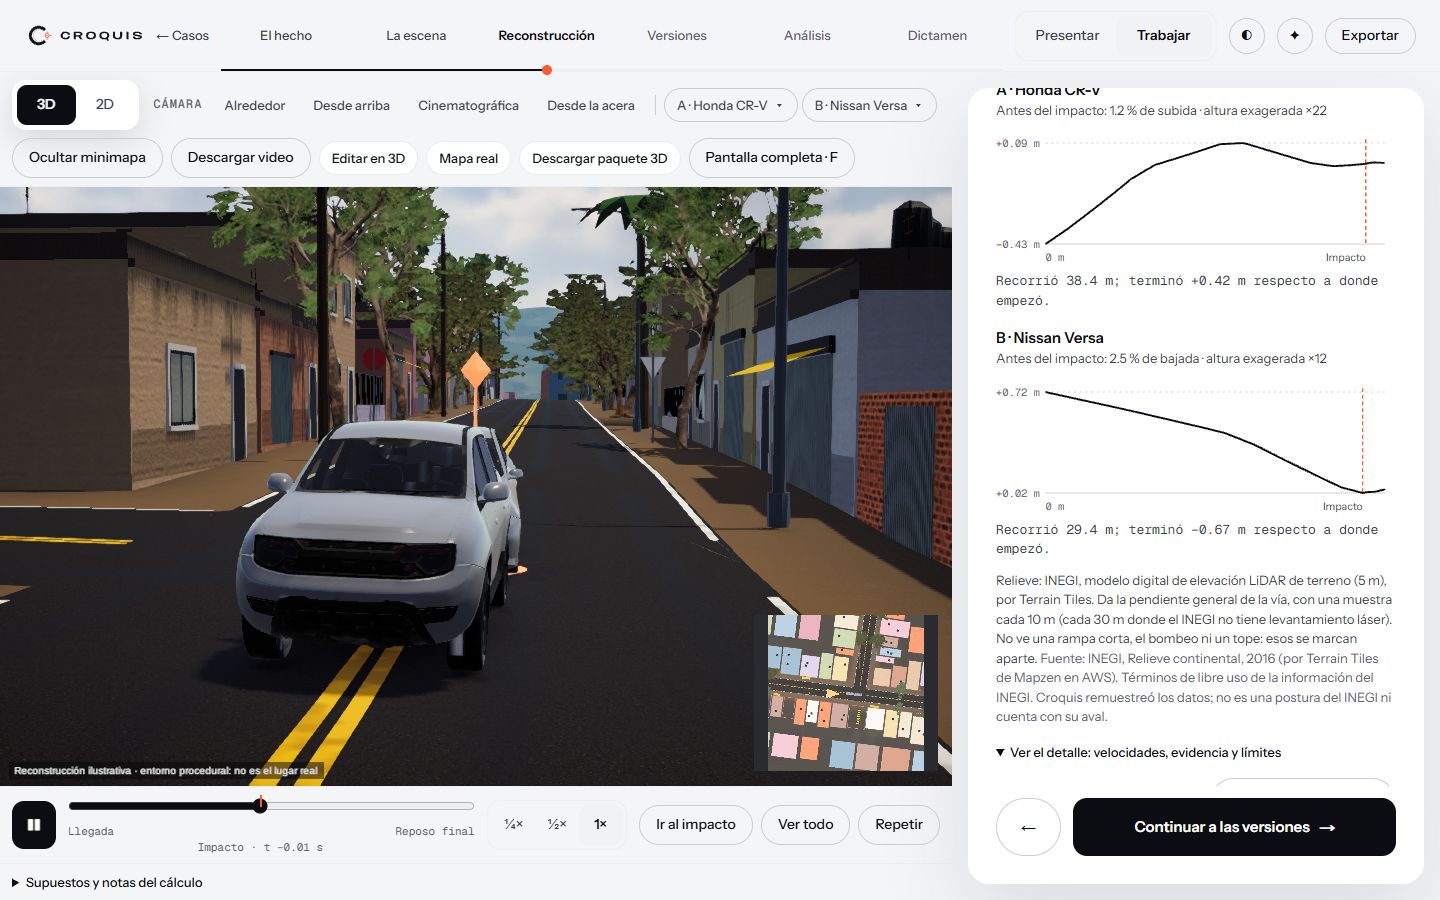 CROQUIS
← Casos
El hecho
La escena
Reconstrucción
Versiones
Análisis
Dictamen
Presentar
Trabajar
Exportar
3D
2D
CÁMARA
Alrededor
Desde arriba
Cinematográfica
Desde la acera
A · Honda CR-V
B · Nissan Versa
Ocultar minimapa
Descargar video
Editar en 3D
Mapa real
Descargar paquete 3D
Pantalla completa · F
Reconstrucción ilustrativa - entorno procedural: no es el lugar real
Llegada
Reposo final
Impacto · t −0.01 s
¼×
½×
1×
Ir al impacto
Ver todo
Repetir
Supuestos y notas del cálculo
A · Honda CR-V
Antes del impacto: 1.2 % de subida · altura exagerada ×22
+0.09 m
−0.43 m
0 m
Impacto
Recorrió 38.4 m; terminó +0.42 m respecto a donde
empezó.
B · Nissan Versa
Antes del impacto: 2.5 % de bajada · altura exagerada ×12
+0.72 m
+0.02 m
0 m
Impacto
Recorrió 29.4 m; terminó −0.67 m respecto a donde
empezó.
Relieve: INEGI, modelo digital de elevación LiDAR de terreno (5 m),
por Terrain Tiles. Da la pendiente general de la vía, con una muestra
cada 10 m (cada 30 m donde el INEGI no tiene levantamiento láser).
No ve una rampa corta, el bombeo ni un tope: esos se marcan
aparte. Fuente: INEGI, Relieve continental, 2016 (por Terrain Tiles
de Mapzen en AWS). Términos de libre uso de la información del
INEGI. Croquis remuestreó los datos; no es una postura del INEGI ni
cuenta con su aval.
Ver el detalle: velocidades, evidencia y límites
←
Continuar a las versiones →